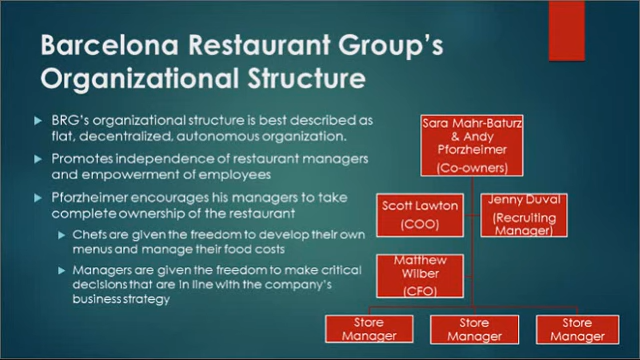 Barcelona Restaurant Group's
Organizational Structure
BRG's organizational structure is best described as
flat, decentralized, autonomous organization.
Promotes independence of restaurant managers
and empowerment of employees
Pforzheimer encourages his managers to take
complete ownership of the restaurant
Chefs are given the freedom to develop their own
menus and manage their food costs
Managers are given the freedom to make critical
decisions that are in line with the company's
business strategy
Sara Mahr-Baturz
& Andy
Pforzheimer
(Co-owners)
Scott Lawton
(COO)
Jenny Duval
(Recruiting
Manager)
Matthew
Wilber
(CFO)
Store
Manager
Store
Manager
Store
Manager